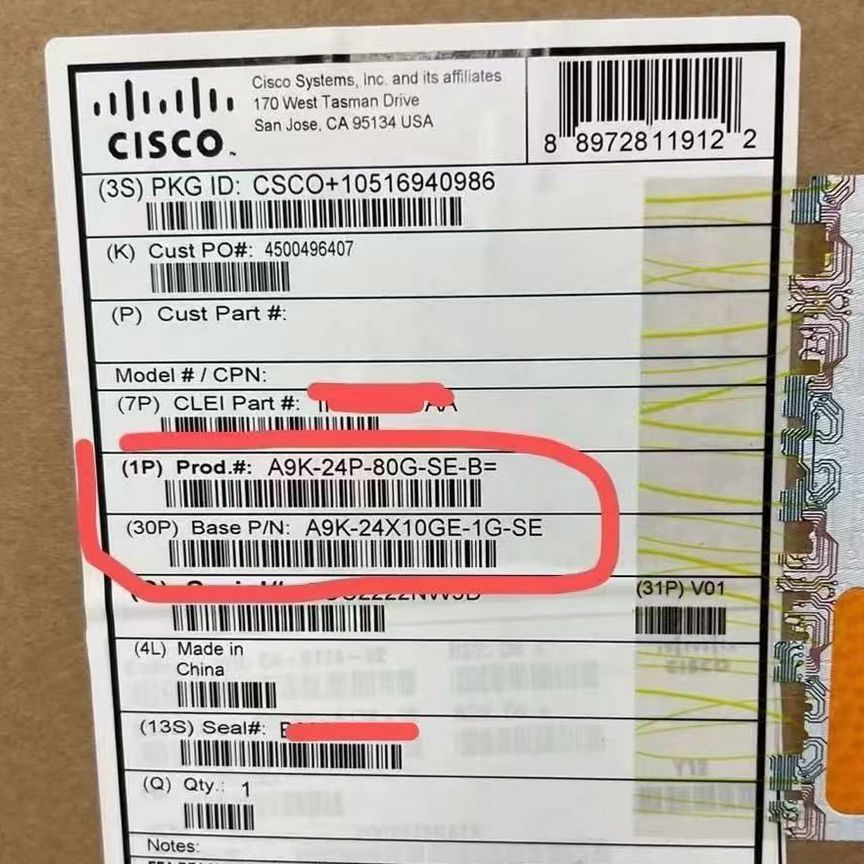 Cisco Systems, Inc. and its affiliates
170 West Tasman Drive
San Jose, CA 95134 USA
CISCO
8 8972811912 2
(3S) PKG ID: CSCO+10516940986
(K) Cust PO#: 4500496407
(P) Cust Part #:
Model # / CPN:
(7P) CLEI Part #:
(1P) Prod.#: A9K-24P-80G-SE-B=
(30P) Base P/N: A9K-24X10GE-1G-SE
(31P) V01
(4L) Made in
China
(13S) Seal#:
(Q) Qty.: 1
Notes: